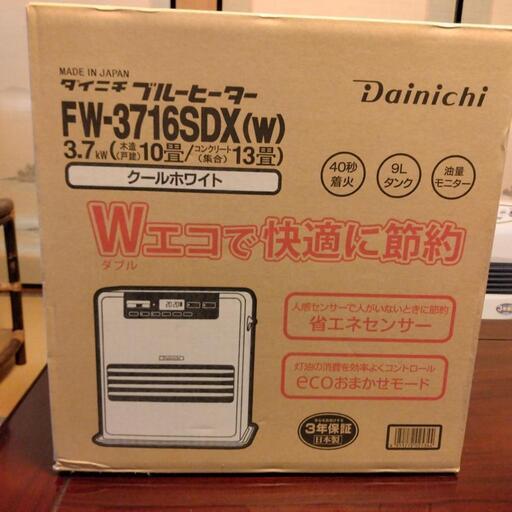 MADE IN JAPAN
ダイニチ ブルーヒーター
Dainichi
FW-3716SDX(W)
3.7kW(木造(戸建)10畳/コンクリート(集合)13畳)
クールホワイト
40秒
着火
9L
タンク
油量
モニター
Wエコで快適に節約
ダブル
人感センサーで人がいないときに節約
省エネセンサー
灯油の消費を効率よくコントロール
ecoおまかせモード
3年保証
日本製